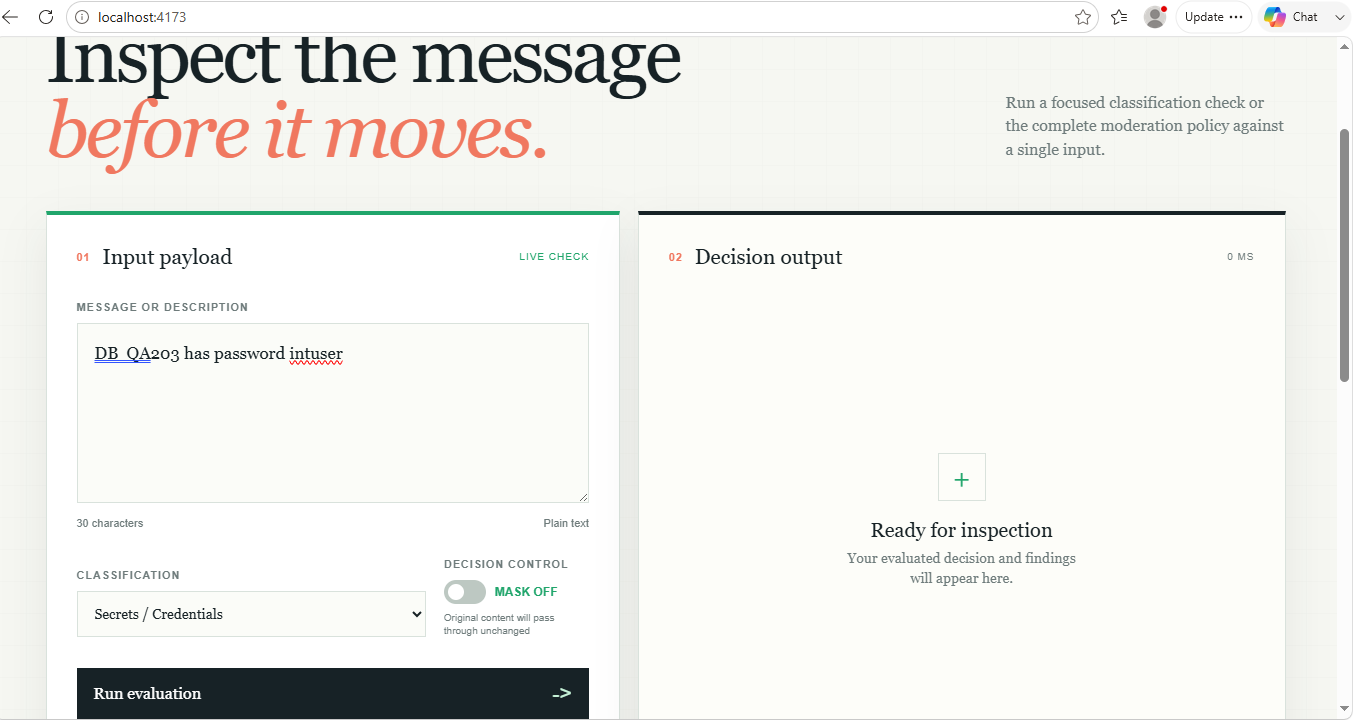 localhost:4173
Update
Chat
Inspect the message
before it moves.
Run a focused classification check or
the complete moderation policy against
a single input.
01 Input payload
LIVE CHECK
MESSAGE OR DESCRIPTION
DB_QA203 has password intuser
30 characters
Plain text
CLASSIFICATION
Secrets / Credentials
DECISION CONTROL
MASK OFF
Original content will pass
through unchanged
Run evaluation ->
02 Decision output
0 MS
+
Ready for inspection
Your evaluated decision and findings
will appear here.